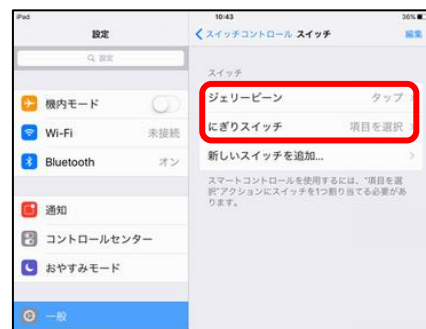 iPad
10:43
36%
設定
スイッチコントロール スイッチ
編集
設定
スイッチ
ジェリービーン
タップ
にぎりスイッチ
項目を選択
新しいスイッチを追加...
スマートコントロールを使用するには、"項目を選
択"アクションにスイッチを1つ割り当てる必要があ
ります。
機内モード
Wi-Fi
未接続
Bluetooth
オン
通知
コントロールセンター
おやすみモード
一般